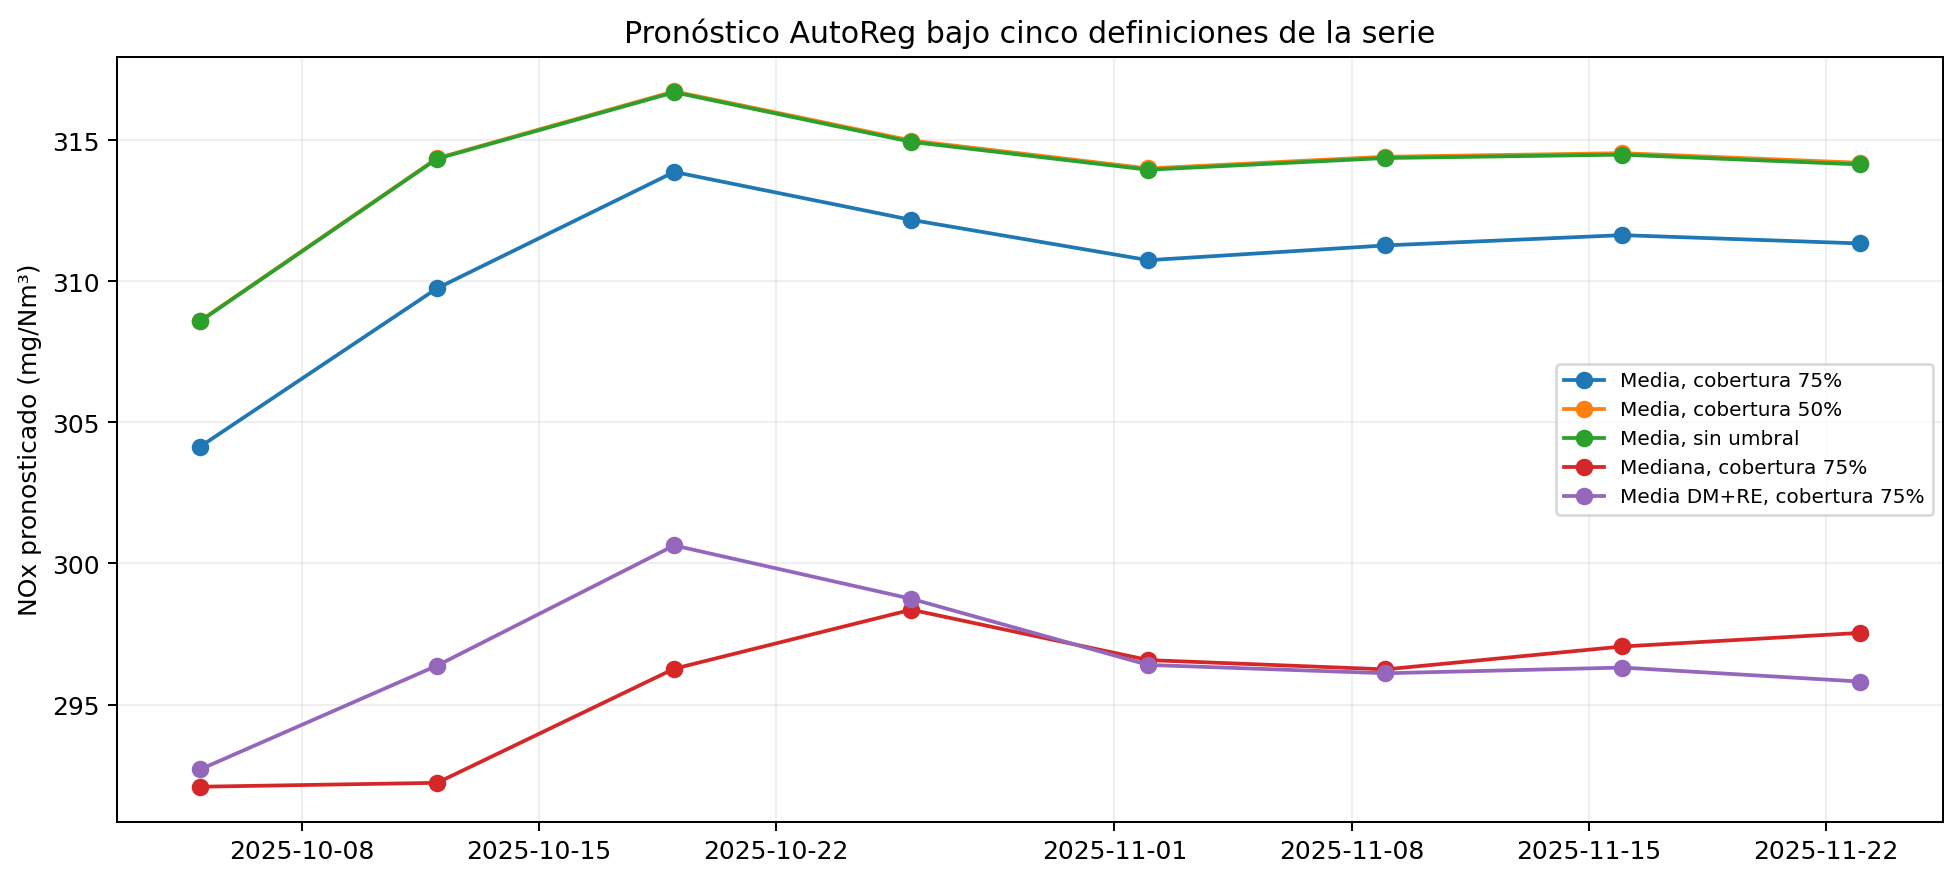 Pronóstico AutoReg bajo cinco definiciones de la serie
NOx pronosticado (mg/Nm³)
315
310
305
300
295
Media, cobertura 75%
Media, cobertura 50%
Media, sin umbral
Mediana, cobertura 75%
Media DM+RE, cobertura 75%
2025-10-08
2025-10-15
2025-10-22
2025-11-01
2025-11-08
2025-11-15
2025-11-22